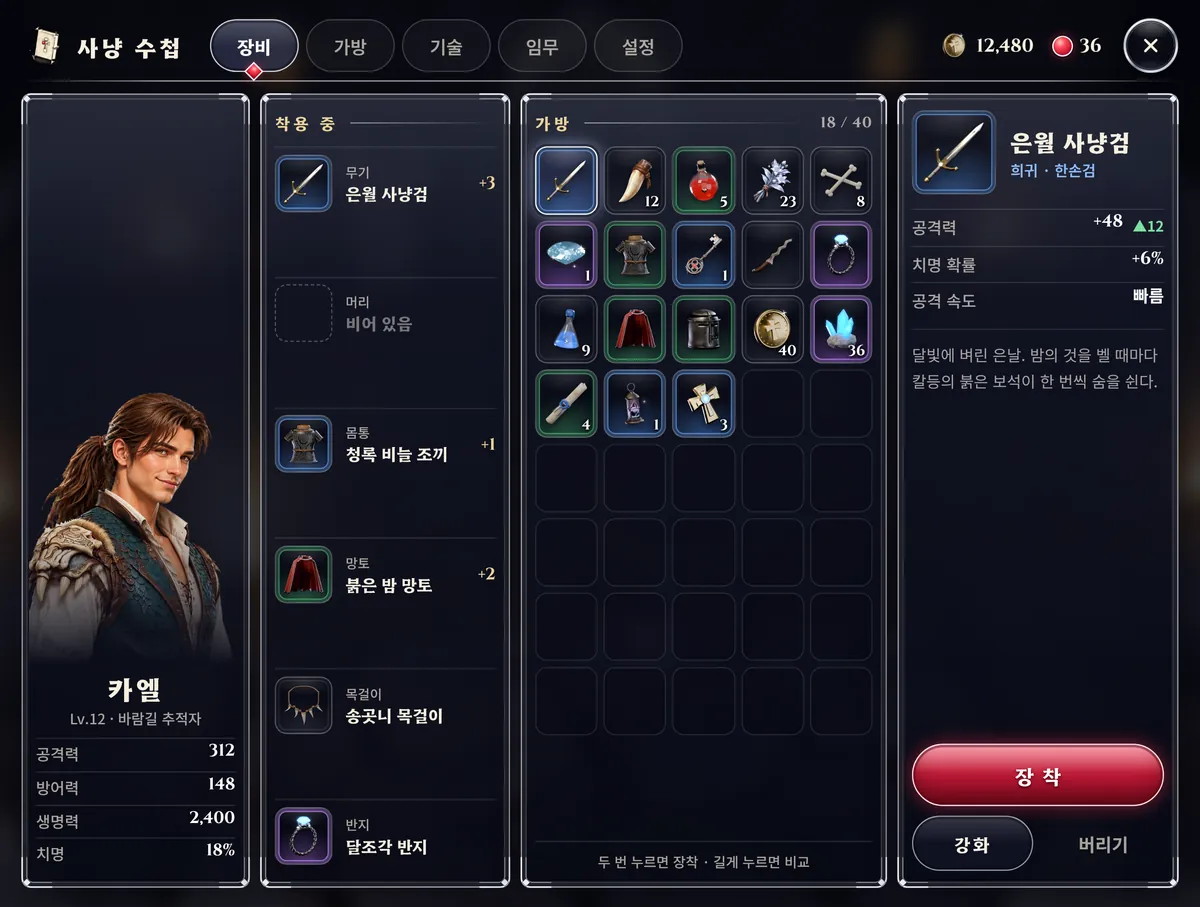 사냥 수첩
장비
가방
기술
임무
설정
12,480
36
카엘
Lv.12 · 바람길 추적자
공격력 312
방어력 148
생명력 2,400
치명 18%
착용 중
무기
은월 사냥검 +3
머리
비어 있음
몸통
청록 비늘 조끼 +1
망토
붉은 밤 망토 +2
목걸이
송곳니 목걸이
반지
달조각 반지
가방 18 / 40
12 5 23 8
1 1
9 40 36
4 1 3
두 번 누르면 장착 · 길게 누르면 비교
은월 사냥검
희귀 · 한손검
공격력 +48 ▲12
치명 확률 +6%
공격 속도 빠름
달빛에 벼린 은날. 밤의 것을 벨 때마다
칼등의 붉은 보석이 한 번씩 숨을 쉰다.
장착
강화
버리기